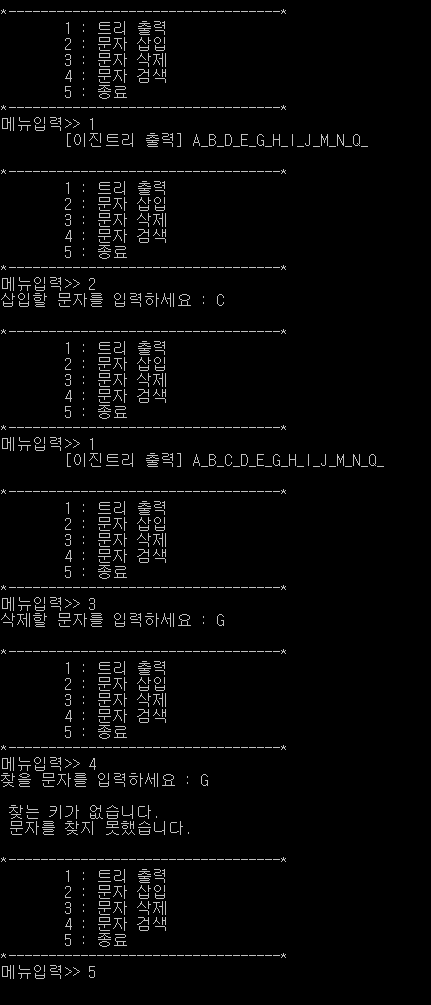 *----------------------------------*
1 : 트리 출력
2 : 문자 삽입
3 : 문자 삭제
4 : 문자 검색
5 : 종료
*----------------------------------*
메뉴입력>> 1
[이진트리 출력] A_B_D_E_G_H_I_J_M_N_Q_
*----------------------------------*
1 : 트리 출력
2 : 문자 삽입
3 : 문자 삭제
4 : 문자 검색
5 : 종료
*----------------------------------*
메뉴입력>> 2
삽입할 문자를 입력하세요 : C
*----------------------------------*
1 : 트리 출력
2 : 문자 삽입
3 : 문자 삭제
4 : 문자 검색
5 : 종료
*----------------------------------*
메뉴입력>> 1
[이진트리 출력] A_B_C_D_E_G_H_I_J_M_N_Q_
*----------------------------------*
1 : 트리 출력
2 : 문자 삽입
3 : 문자 삭제
4 : 문자 검색
5 : 종료
*----------------------------------*
메뉴입력>> 3
삭제할 문자를 입력하세요 : G
*----------------------------------*
1 : 트리 출력
2 : 문자 삽입
3 : 문자 삭제
4 : 문자 검색
5 : 종료
*----------------------------------*
메뉴입력>> 4
찾을 문자를 입력하세요 : G
찾는 키가 없습니다.
문자를 찾지 못했습니다.
*----------------------------------*
1 : 트리 출력
2 : 문자 삽입
3 : 문자 삭제
4 : 문자 검색
5 : 종료
*----------------------------------*
메뉴입력>> 5